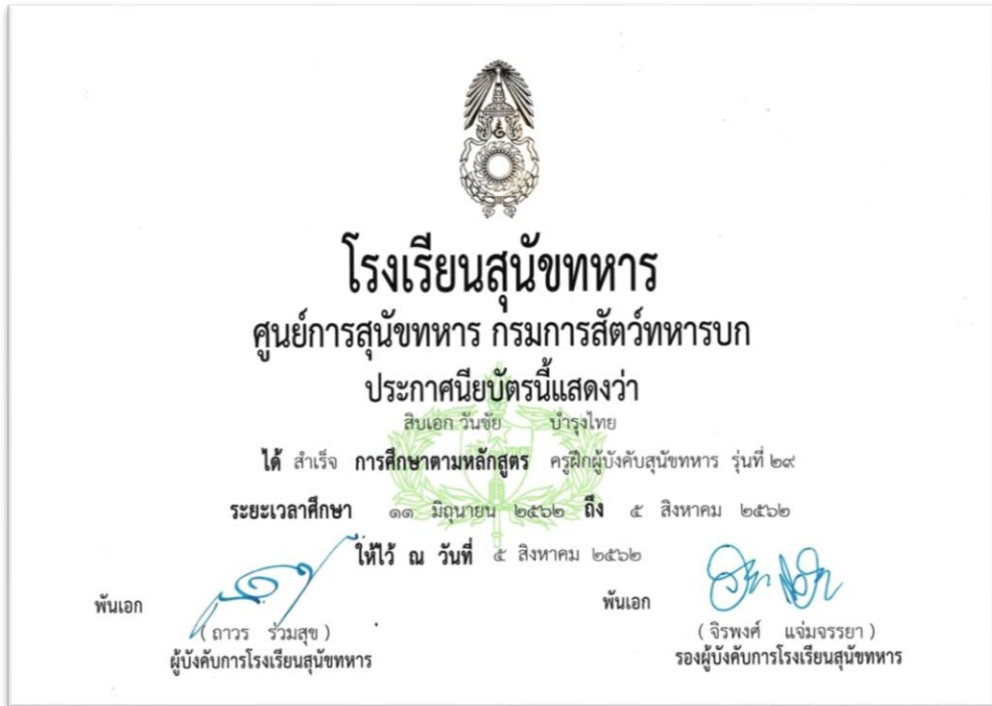 โรงเรียนสุนัขทหาร
ศูนย์การสุนัขทหาร กรมการสัตว์ทหารบก
ประกาศนียบัตรนี้แสดงว่า
สิบเอก วันชัย บำรุงไทย
ได้ สำเร็จ การศึกษาตามหลักสูตร ครูฝึกผู้บังคับสุนัขทหาร รุ่นที่ ๒๙
ระยะเวลาศึกษา ๑๑ มิถุนายน ๒๕๖๒ ถึง ๕ สิงหาคม ๒๕๖๒
ให้ไว้ ณ วันที่ ๕ สิงหาคม ๒๕๖๒
พันเอก พันเอก
( ถาวร ร่วมสุข ) ( จิรพงศ์ แจ่มจรรยา )
ผู้บังคับการโรงเรียนสุนัขทหาร รองผู้บังคับการโรงเรียนสุนัขทหาร